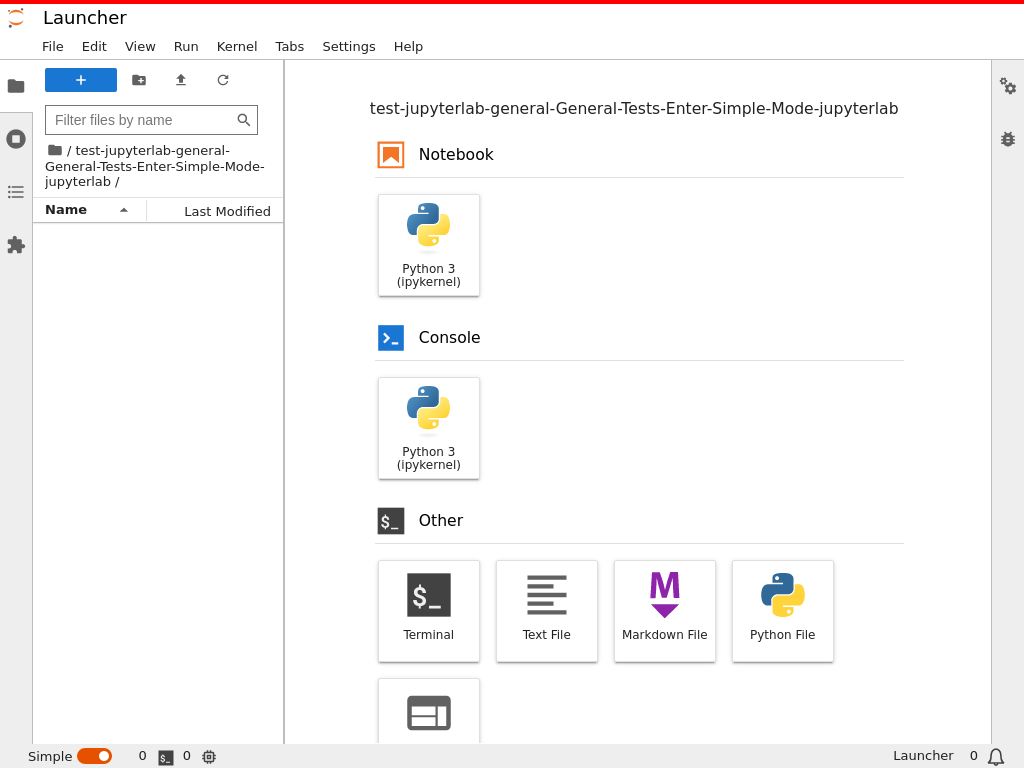 Launcher
File Edit View Run Kernel Tabs Settings Help
Filter files by name
/ test-jupyterlab-general-
General-Tests-Enter-Simple-Mode-
jupyterlab /
Name Last Modified
test-jupyterlab-general-General-Tests-Enter-Simple-Mode-jupyterlab
Notebook
Python 3
(ipykernel)
Console
Python 3
(ipykernel)
$_ Other
$_ M
Terminal Text File Markdown File Python File
Simple 0 $_ 0 Launcher 0